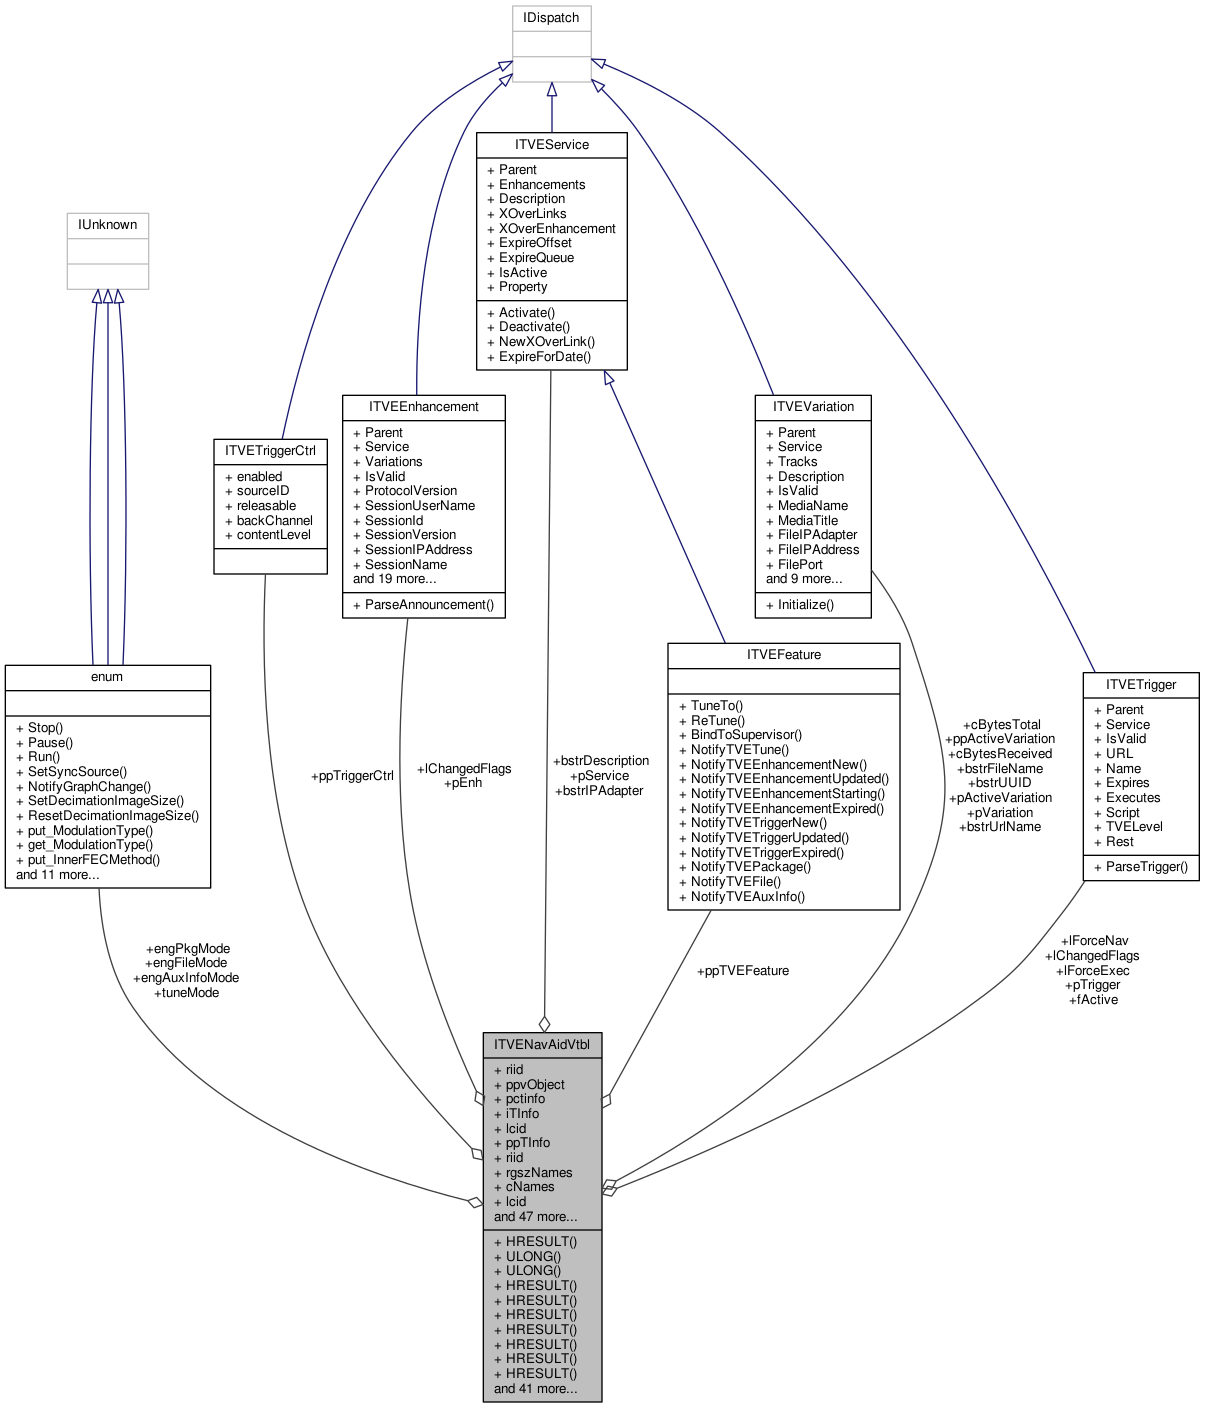 IDispatch
ITVEService
+ Parent
+ Enhancements
+ Description
+ XOverLinks
+ XOverEnhancement
+ ExpireOffset
+ ExpireQueue
+ IsActive
+ Property
+ Activate()
+ Deactivate()
+ NewXOverLink()
+ ExpireForDate()
IUnknown
ITVETriggerCtrl
+ enabled
+ sourceID
+ releasable
+ backChannel
+ contentLevel
ITVEEnhancement
+ Parent
+ Service
+ Variations
+ IsValid
+ ProtocolVersion
+ SessionUserName
+ SessionId
+ SessionVersion
+ SessionIPAddress
+ SessionName
and 19 more...
+ ParseAnnouncement()
ITVEVariation
+ Parent
+ Service
+ Tracks
+ Description
+ IsValid
+ MediaName
+ MediaTitle
+ FileIPAdapter
+ FileIPAddress
+ FilePort
and 9 more...
+ Initialize()
enum
+ Stop()
+ Pause()
+ Run()
+ SetSyncSource()
+ NotifyGraphChange()
+ SetDecimationImageSize()
+ ResetDecimationImageSize()
+ put_ModulationType()
+ get_ModulationType()
+ put_InnerFECMethod()
and 11 more...
ITVEFeature
+ TuneTo()
+ ReTune()
+ BindToSupervisor()
+ NotifyTVETune()
+ NotifyTVEEnhancementNew()
+ NotifyTVEEnhancementUpdated()
+ NotifyTVEEnhancementStarting()
+ NotifyTVEEnhancementExpired()
+ NotifyTVETriggerNew()
+ NotifyTVETriggerUpdated()
+ NotifyTVETriggerExpired()
+ NotifyTVEPackage()
+ NotifyTVEFile()
+ NotifyTVEAuxInfo()
ITVETrigger
+ Parent
+ Service
+ IsValid
+ URL
+ Name
+ Expires
+ Executes
+ Script
+ TVELevel
+ Rest
+ ParseTrigger()
+ppTriggerCtrl
+lChangedFlags
+pEnh
+bstrDescription
+pService
+bstrIPAdapter
+cBytesTotal
+ppActiveVariation
+cBytesReceived
+bstrFileName
+bstrUUID
+pActiveVariation
+pVariation
+bstrUrlName
+engPkgMode
+engFileMode
+engAuxInfoMode
+tuneMode
+ppTVEFeature
+lForceNav
+lChangedFlags
+lForceExec
+pTrigger
+fActive
ITVENavAidVtbl
+ riid
+ ppvObject
+ pctinfo
+ iTInfo
+ lcid
+ ppTInfo
+ riid
+ rgszNames
+ cNames
+ lcid
and 47 more...
+ HRESULT()
+ ULONG()
+ ULONG()
+ HRESULT()
+ HRESULT()
+ HRESULT()
+ HRESULT()
+ HRESULT()
+ HRESULT()
+ HRESULT()
and 41 more...